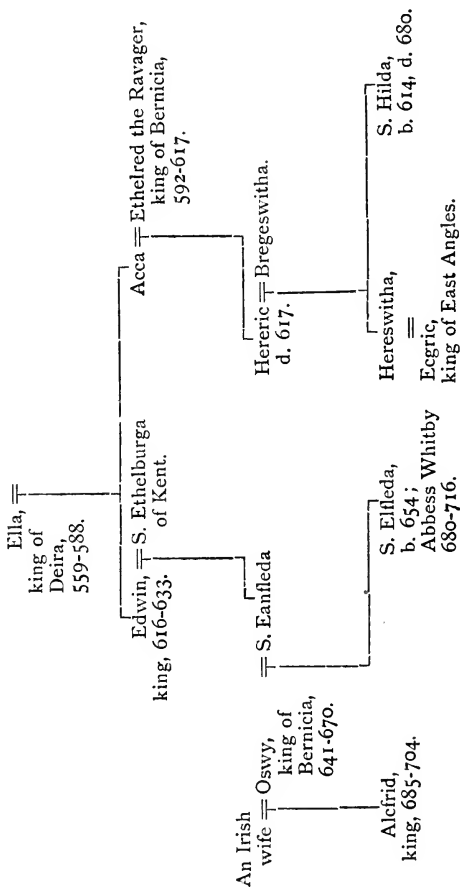 Ella, =
king of
Deira,
559-588.
Edwin, = S. Ethelburga
king, 616-633.
of Kent.
Acca = Ethelred the Ravager,
king of Bernicia,
592-617.
An Irish
wife = Oswy,
king of
Bernicia,
641-670.
= S. Eanfleda
Hereric = Bregeswitha.
d. 617.
Alcfrid,
king, 685-704.
S. Elfleda,
b. 654;
Abbess Whitby
680-716.
Hereswitha,
=
Ecgric,
king of East Angles.
S. Hilda,
b. 614, d. 680.